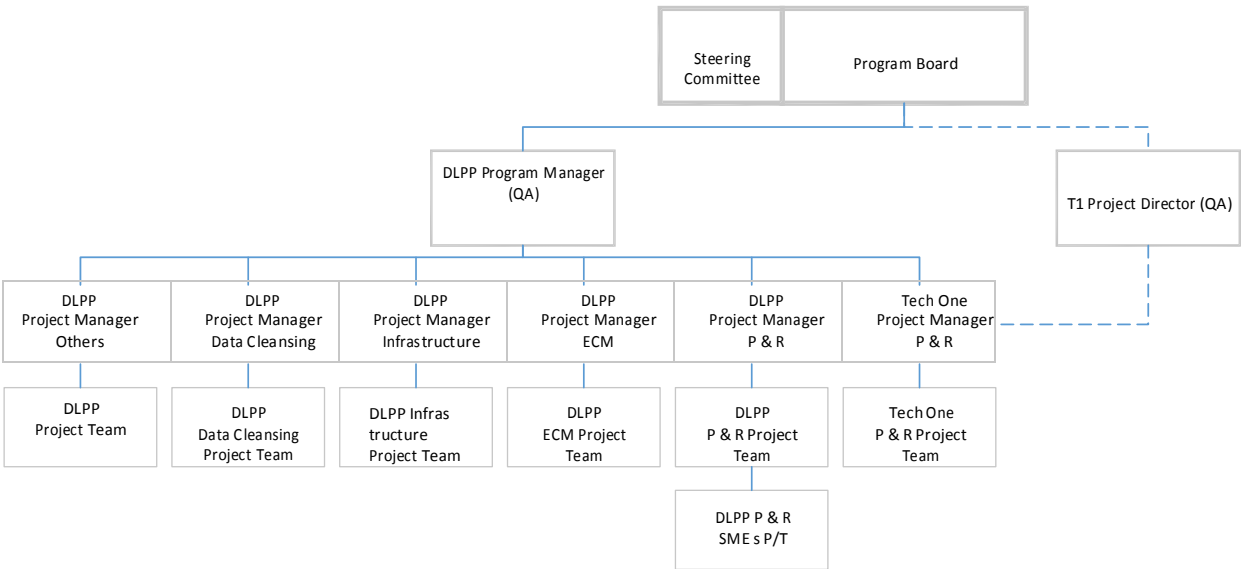 Steering
Committee
Program Board
DLPP Program Manager
(QA)
T1 Project Director (QA)
DLPP
Project Manager
Others
DLPP
Project Manager
Data Cleansing
DLPP
Project Manager
Infrastructure
DLPP
Project Manager
ECM
DLPP
Project Manager
P & R
Tech One
Project Manager
P & R
DLPP
Project Team
DLPP
Data Cleansing
Project Team
DLPP Infras
tructure
Project Team
DLPP
ECM Project
Team
DLPP
P & R Project
Team
Tech One
P & R Project
Team
DLPP P & R
SME s P/T